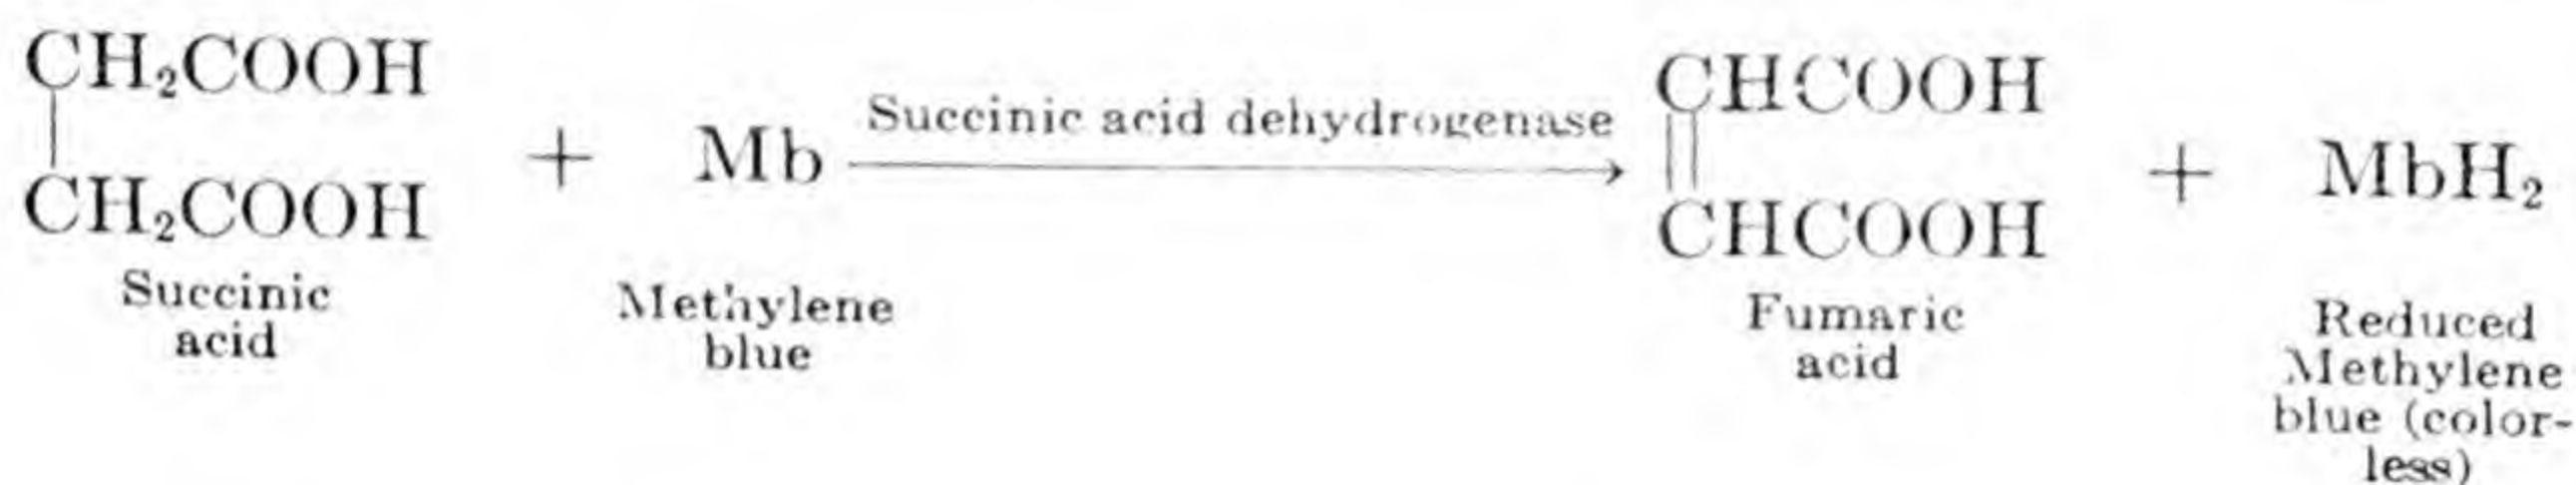 CH₂COOH
CH₂COOH
Succinic
acid
+
Mb
Methylene
blue
Succinic acid dehydrogenase
CHCOOH
CHCOOH
Fumaric
acid
+
MbH₂
Reduced
Methylene
blue (color-
less)